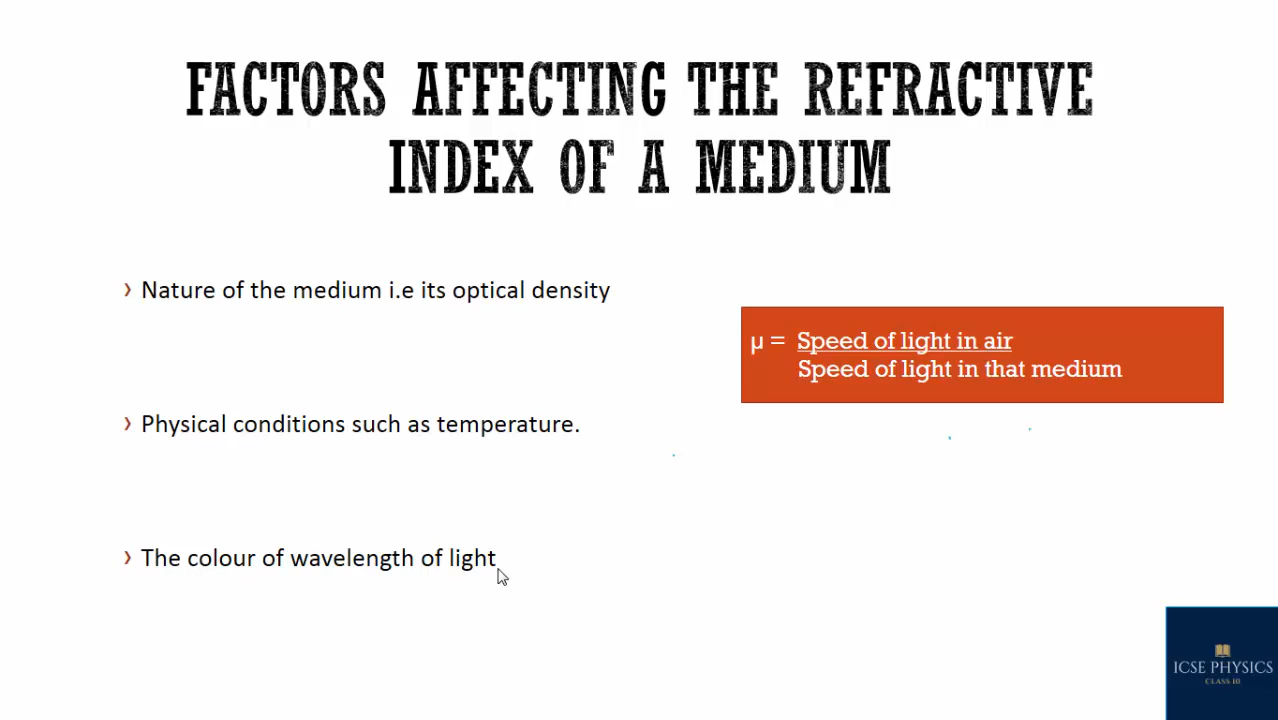 FACTORS AFFECTING THE REFRACTIVE
INDEX OF A MEDIUM
› Nature of the medium i.e its optical density
μ = Speed of light in air
Speed of light in that medium
› Physical conditions such as temperature.
› The colour of wavelength of light
ICSE PHYSICS
CLASS 10